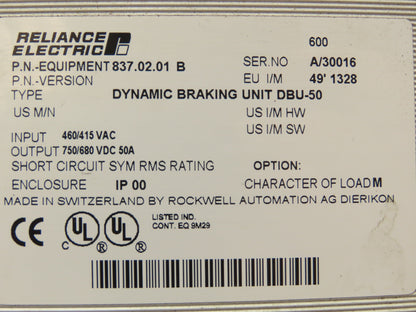 RELIANCE
ELECTRIC
600
P.N.-EQUIPMENT 837.02.01 B SER.NO A/30016
P.N.-VERSION EU I/M 49' 1328
TYPE DYNAMIC BRAKING UNIT DBU-50
US M/N US I/M HW
US I/M SW
INPUT 460/415 VAC
OUTPUT 750/680 VDC 50A
SHORT CIRCUIT SYM RMS RATING OPTION:
ENCLOSURE IP 00 CHARACTER OF LOAD M
MADE IN SWITZERLAND BY ROCKWELL AUTOMATION AG DIERIKON
CE C UL ® UL ® LISTED IND.
CONT. EQ 9M29